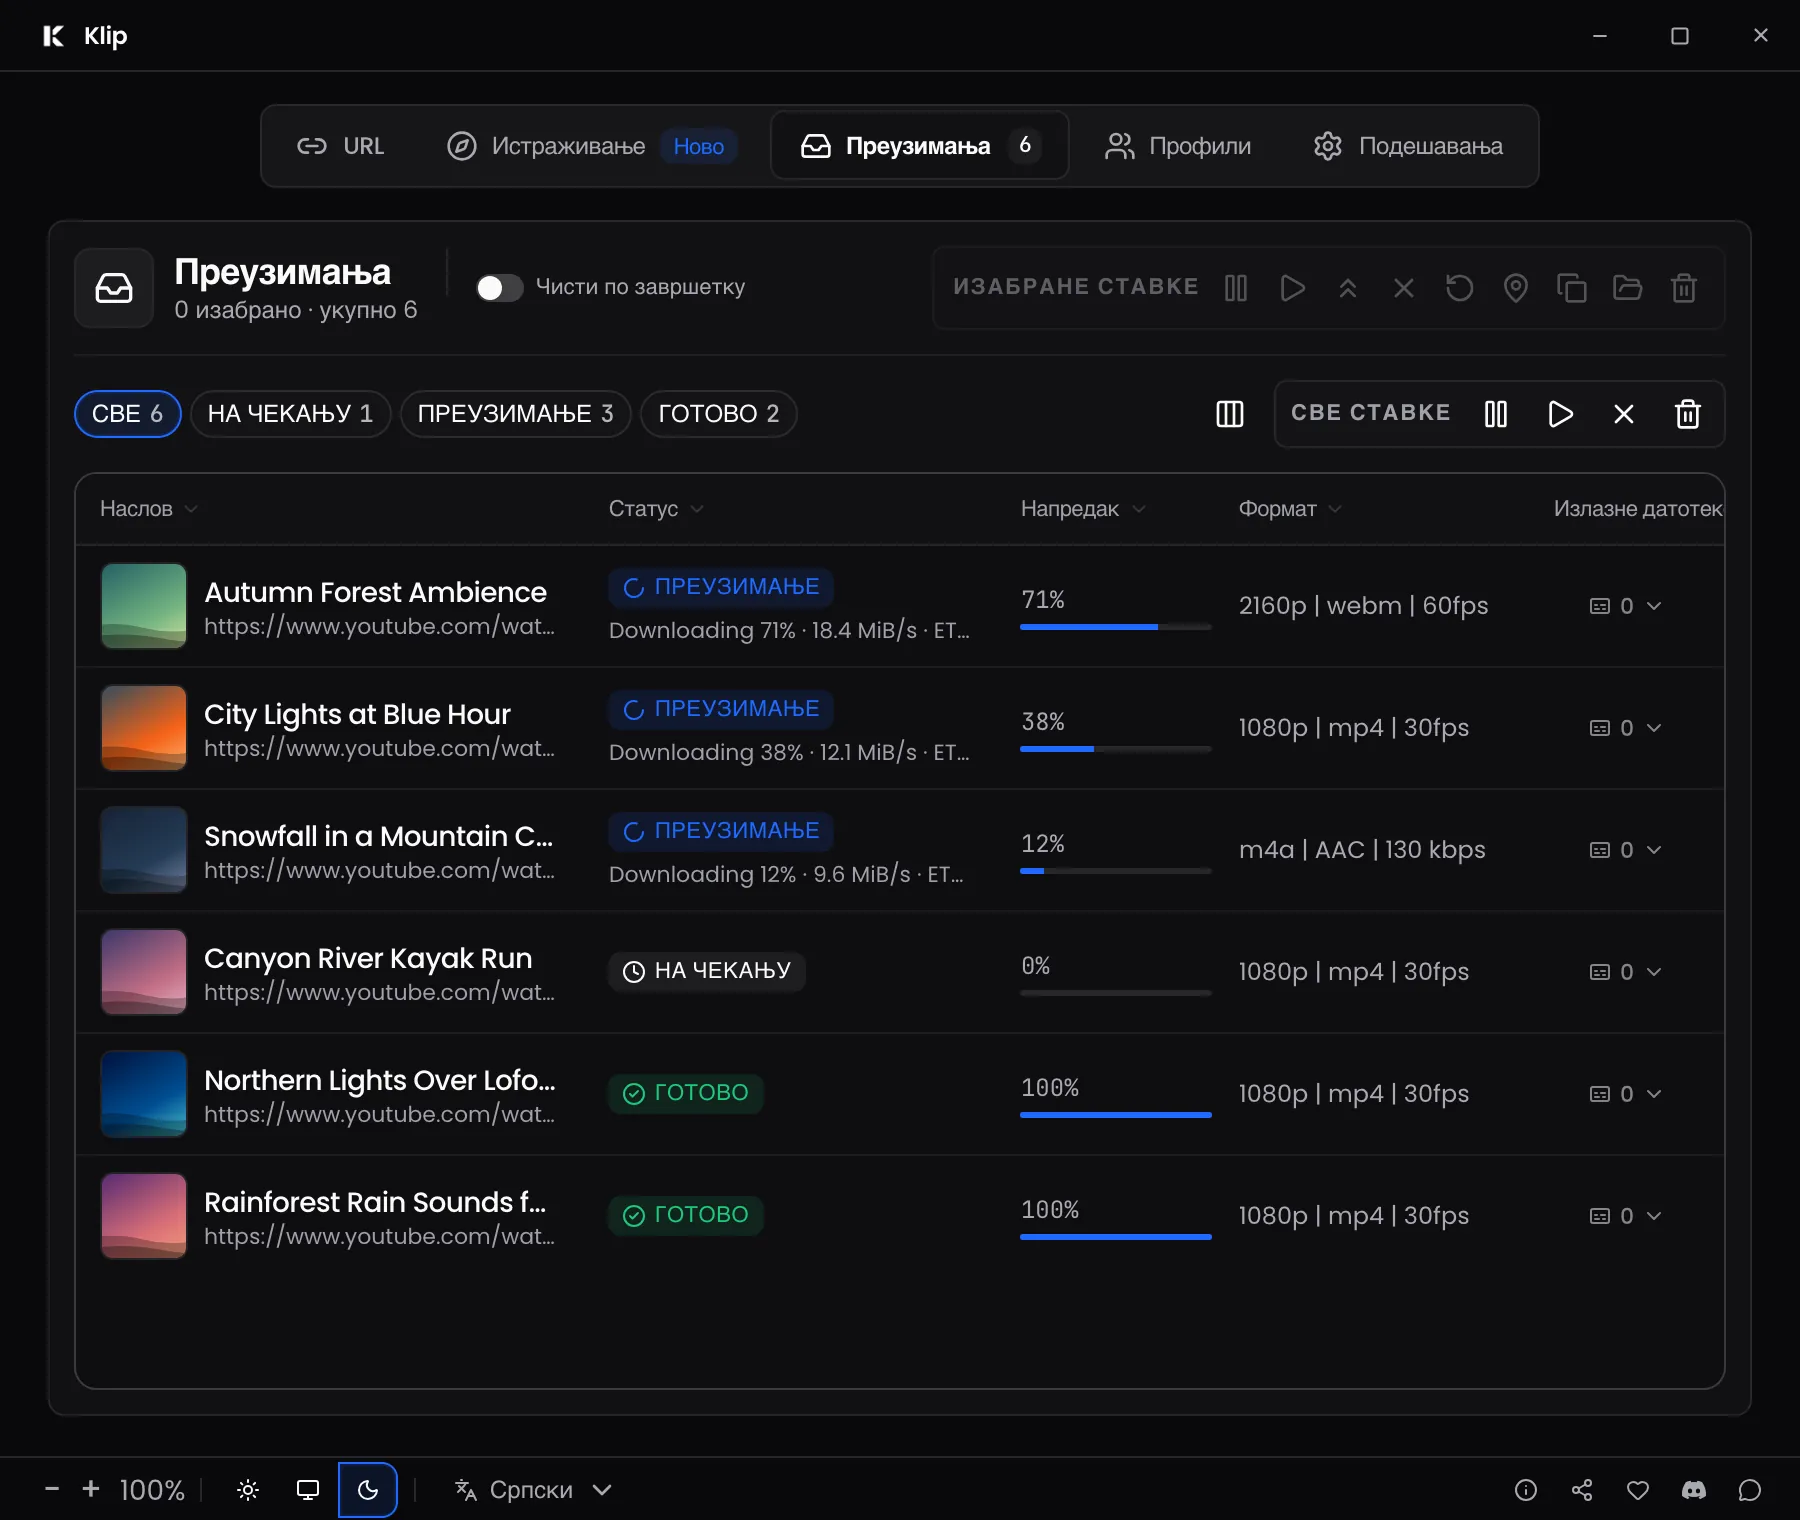 Klip
URL
Истраживање Ново
Преузимања 6
Профили
Подешавања
Преузимања
0 изабрано · укупно 6
Чисти по завршетку
ИЗАБРАНЕ СТАВКЕ
СВЕ 6
НА ЧЕКАЊУ 1
ПРЕУЗИМАЊЕ 3
ГОТОВО 2
СВЕ СТАВКЕ
Наслов Статус Напредак Формат Излазне датотек
Autumn Forest Ambience
https://www.youtube.com/wat...
ПРЕУЗИМАЊЕ
Downloading 71% · 18.4 MiB/s · ET...
71%
2160p | webm | 60fps
0
City Lights at Blue Hour
https://www.youtube.com/wat...
ПРЕУЗИМАЊЕ
Downloading 38% · 12.1 MiB/s · ET...
38%
1080p | mp4 | 30fps
0
Snowfall in a Mountain C...
https://www.youtube.com/wat...
ПРЕУЗИМАЊЕ
Downloading 12% · 9.6 MiB/s · ET...
12%
m4a | AAC | 130 kbps
0
Canyon River Kayak Run
https://www.youtube.com/wat...
НА ЧЕКАЊУ
0%
1080p | mp4 | 30fps
0
Northern Lights Over Lofo...
https://www.youtube.com/wat...
ГОТОВО
100%
1080p | mp4 | 30fps
0
Rainforest Rain Sounds f...
https://www.youtube.com/wat...
ГОТОВО
100%
1080p | mp4 | 30fps
0
100%
Српски